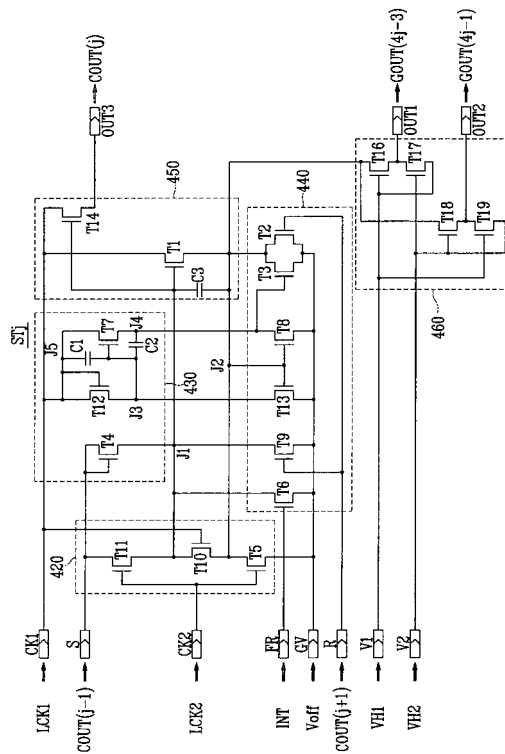 STj
LCK1
CK1
COUT(j-1)
S
LCK2
CK2
INT
FR
Voff
GV
COUT(j+1)
R
VH1
V1
VH2
V2
420
T11
T10
T5
430
T4
T12
C1
T7
C2
J5
J4
J3
J1
J2
440
T6
T9
T13
T8
T3
T2
450
T14
T1
C3
460
T16
T17
T18
T19
OUT3
COUT(j)
OUT1
GOUT(4j-3)
OUT2
GOUT(4j-1)